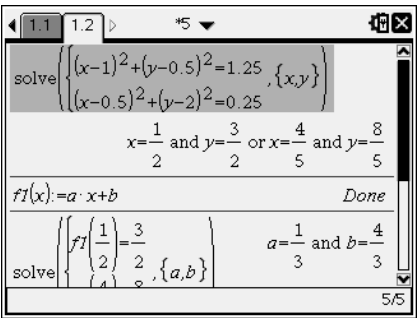 1.1 1.2 *5
solve({(x-1)²+(y-0.5)²=1.25
(x-0.5)²+(y-2)²=0.25 ,{x,y})
x=1/2 and y=3/2 or x=4/5 and y=8/5
f1(x):=a·x+b Done
solve({f1(1/2)=3/2 ,{a,b} a=1/3 and b=4/3
5/5